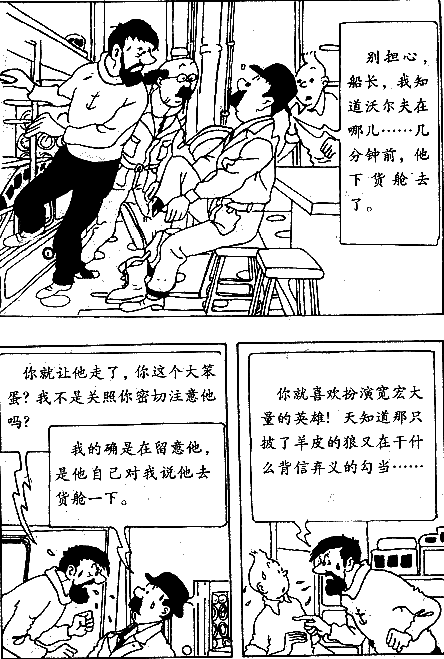 别担心，
船长，我知
道沃尔夫在
哪儿……几
分钟前，他
下货舱去
了。
你就让他走了，你这个大笨
蛋？我不是关照你密切注意他
吗？
我的确是在留意他，
是他自己对我说他去
货舱一下。
你就喜欢扮演宽宏大
量的英雄！天知道那只
披了羊皮的狼又在干什
么背信弃义的勾当……